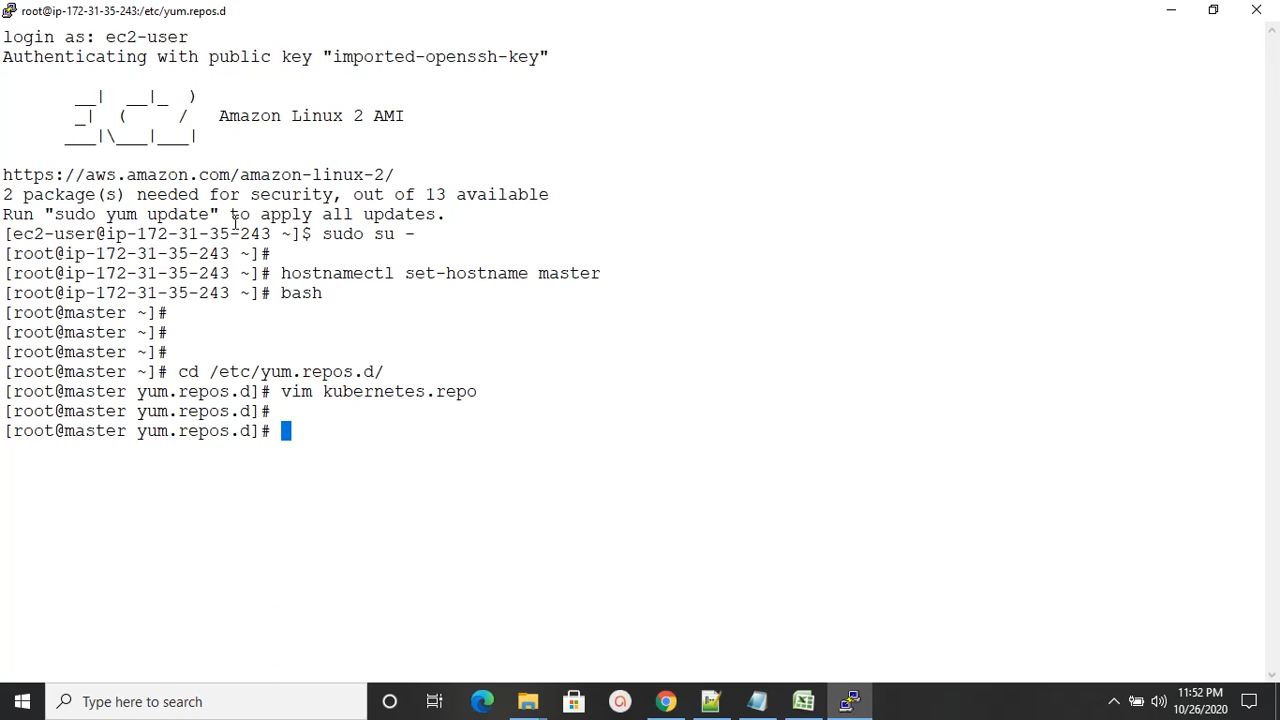 root@ip-172-31-35-243:/etc/yum.repos.d
login as: ec2-user
Authenticating with public key "imported-openssh-key"
       __|  __|_  )
       _|  (     /   Amazon Linux 2 AMI
      ___|\___|___|
https://aws.amazon.com/amazon-linux-2/
2 package(s) needed for security, out of 13 available
Run "sudo yum update" to apply all updates.
[ec2-user@ip-172-31-35-243 ~]$ sudo su -
[root@ip-172-31-35-243 ~]#
[root@ip-172-31-35-243 ~]# hostnamectl set-hostname master
[root@ip-172-31-35-243 ~]# bash
[root@master ~]#
[root@master ~]#
[root@master ~]#
[root@master ~]# cd /etc/yum.repos.d/
[root@master yum.repos.d]# vim kubernetes.repo
[root@master yum.repos.d]#
[root@master yum.repos.d]#
Type here to search
11:52 PM
10/26/2020